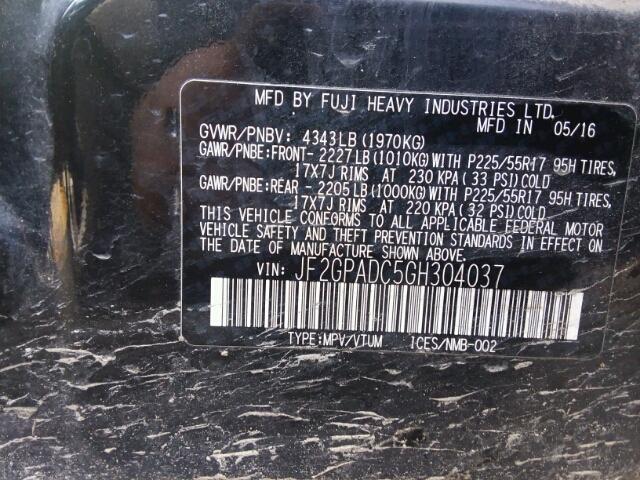 MFD BY FUJI HEAVY INDUSTRIES LTD.
MFD IN 05/16
GVWR/PNBV: 4343LB (1970KG)
GAWR/PNBE:FRONT-2227LB(1010KG)WITH P225/55R17 95H TIRES,
17X7J RIMS AT 230 KPA (33 PSI)COLD
GAWR/PNBE:REAR -2205LB(1000KG)WITH P225/55R17 95H TIRES,
17X7J RIMS AT 220 KPA (32 PSI)COLD
THIS VEHICLE CONFORMS TO ALL APPLICABLE FEDERAL MOTOR
VEHICLE SAFETY AND THEFT PREVENTION STANDARDS IN EFFECT ON
THE DATE OF MANUFACTURE SHOWN ABOVE.
VIN: JF2GPADC5GH304037
TYPE:MPV/VTUM ICES/NMB-002